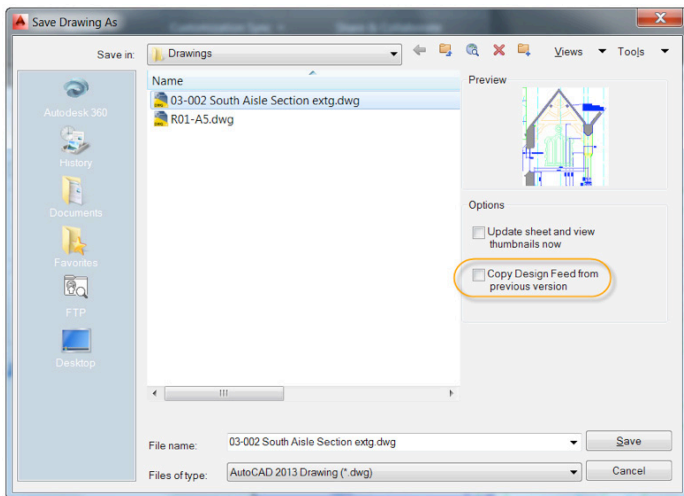 Save Drawing As
Save in:
Drawings
Views
Tools
Autodesk 360
History
Documents
Favorites
FTP
Desktop
Name
03-002 South Aisle Section extg.dwg
R01-A5.dwg
Preview
Options
Update sheet and view
thumbnails now
Copy Design Feed from
previous version
File name:
03-002 South Aisle Section extg.dwg
Save
Files of type:
AutoCAD 2013 Drawing (*.dwg)
Cancel